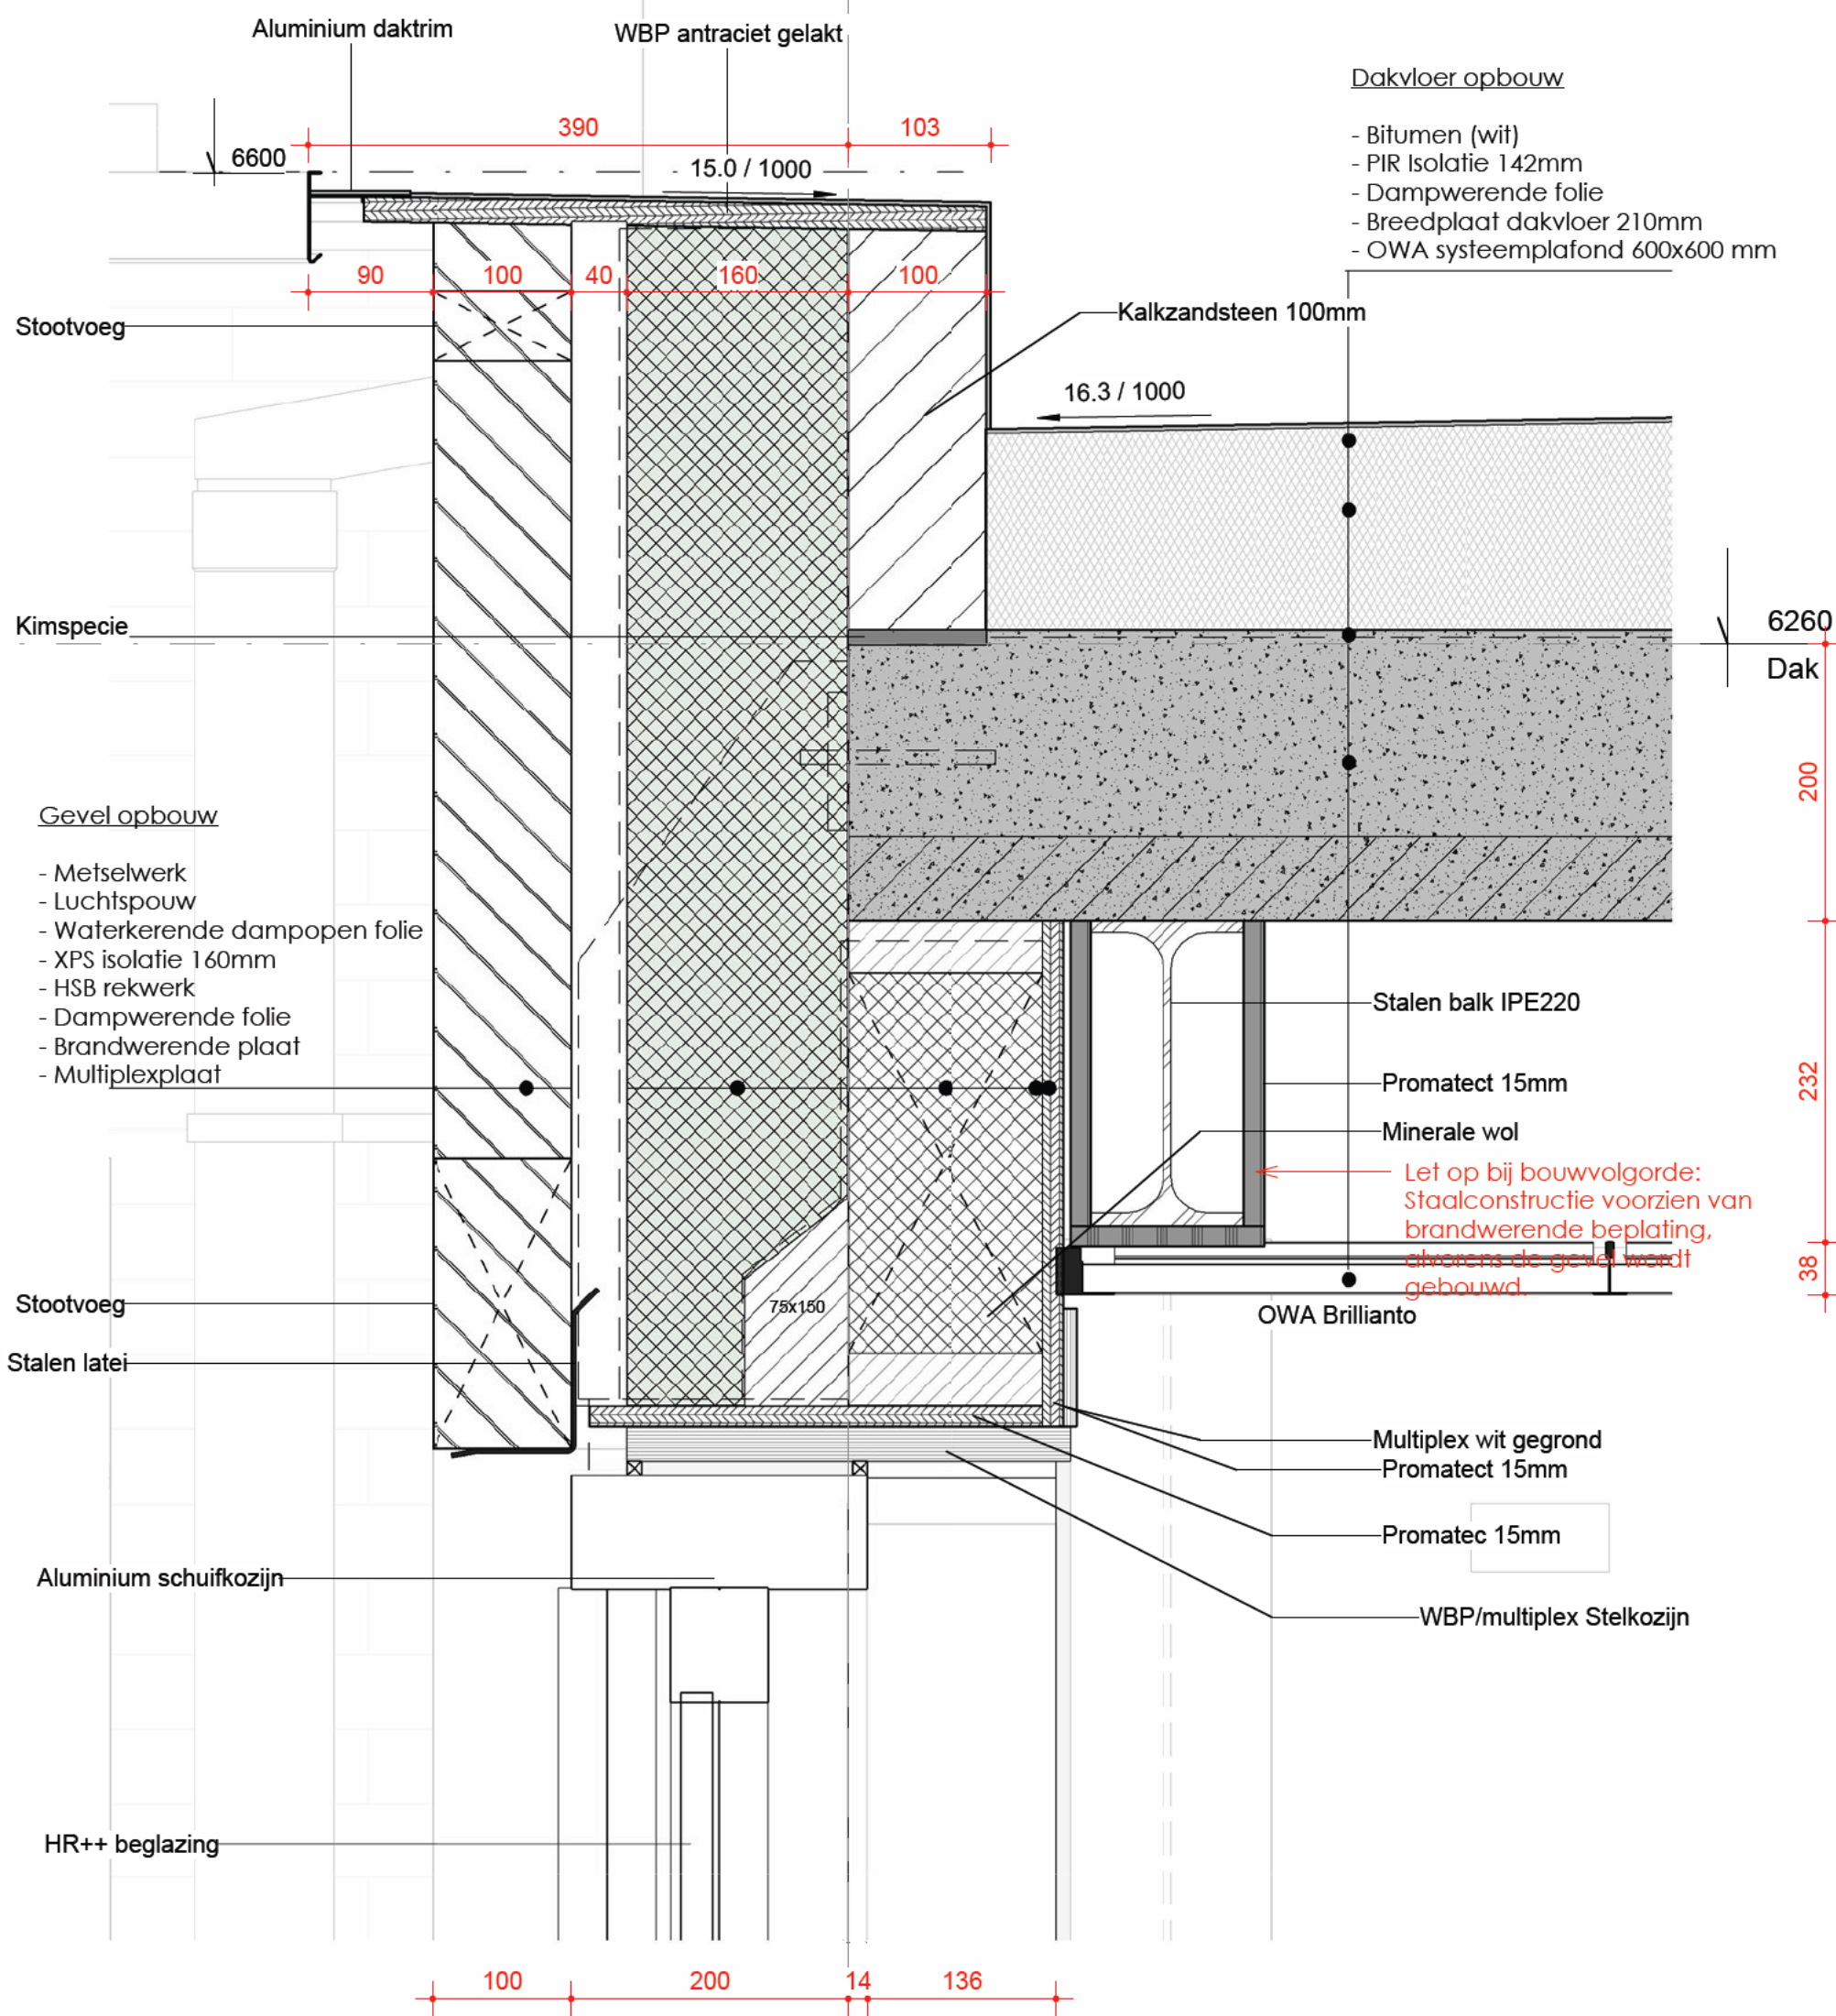 Aluminium daktrim
WBP antraciet gelakt
Dakvloer opbouw
- Bitumen (wit)
- PIR Isolatie 142mm
- Dampwerende folie
- Breedplaat dakvloer 210mm
- OWA systeemplafond 600x600 mm
390
103
6600
15.0 / 1000
90
100
40
160
100
Stootvoeg
Kalkzandsteen 100mm
16.3 / 1000
Kimspecie
6260
Dak
200
Gevel opbouw
- Metselwerk
- Luchtspouw
- Waterkerende dampopen folie
- XPS isolatie 160mm
- HSB rekwerk
- Dampwerende folie
- Brandwerende plaat
- Multiplexplaat
Stalen balk IPE220
Promatect 15mm
232
Minerale wol
Let op bij bouwvolgorde:
Staalconstructie voorzien van
brandwerende beplating,
alvorens de gevel wordt
gebouwd.
38
75x150
OWA Brillianto
Stootvoeg
Stalen latei
Multiplex wit gegrond
Promatect 15mm
Promatec 15mm
Aluminium schuifkozijn
WBP/multiplex Stelkozijn
HR++ beglazing
100
200
14
136